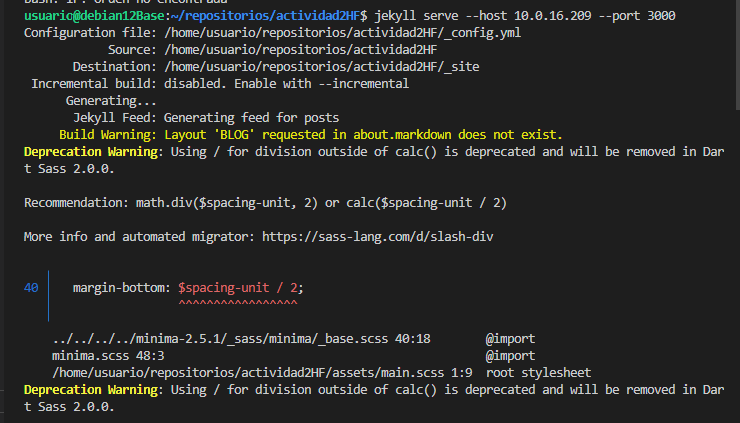 bash: ir: orden no encontrada
usuario@debian12Base:~/repositorios/actividad2HF$ jekyll serve --host 10.0.16.209 --port 3000
Configuration file: /home/usuario/repositorios/actividad2HF/_config.yml
Source: /home/usuario/repositorios/actividad2HF
Destination: /home/usuario/repositorios/actividad2HF/_site
Incremental build: disabled. Enable with --incremental
Generating...
Jekyll Feed: Generating feed for posts
Build Warning: Layout 'BLOG' requested in about.markdown does not exist.
Deprecation Warning: Using / for division outside of calc() is deprecated and will be removed in Dar
t Sass 2.0.0.
Recommendation: math.div($spacing-unit, 2) or calc($spacing-unit / 2)
More info and automated migrator: https://sass-lang.com/d/slash-div
40 │ margin-bottom: $spacing-unit / 2;
^^^^^^^^^^^^^^^^^
../../../../minima-2.5.1/_sass/minima/_base.scss 40:18 @import
minima.scss 48:3 @import
/home/usuario/repositorios/actividad2HF/assets/main.scss 1:9 root stylesheet
Deprecation Warning: Using / for division outside of calc() is deprecated and will be removed in Dar
t Sass 2.0.0.